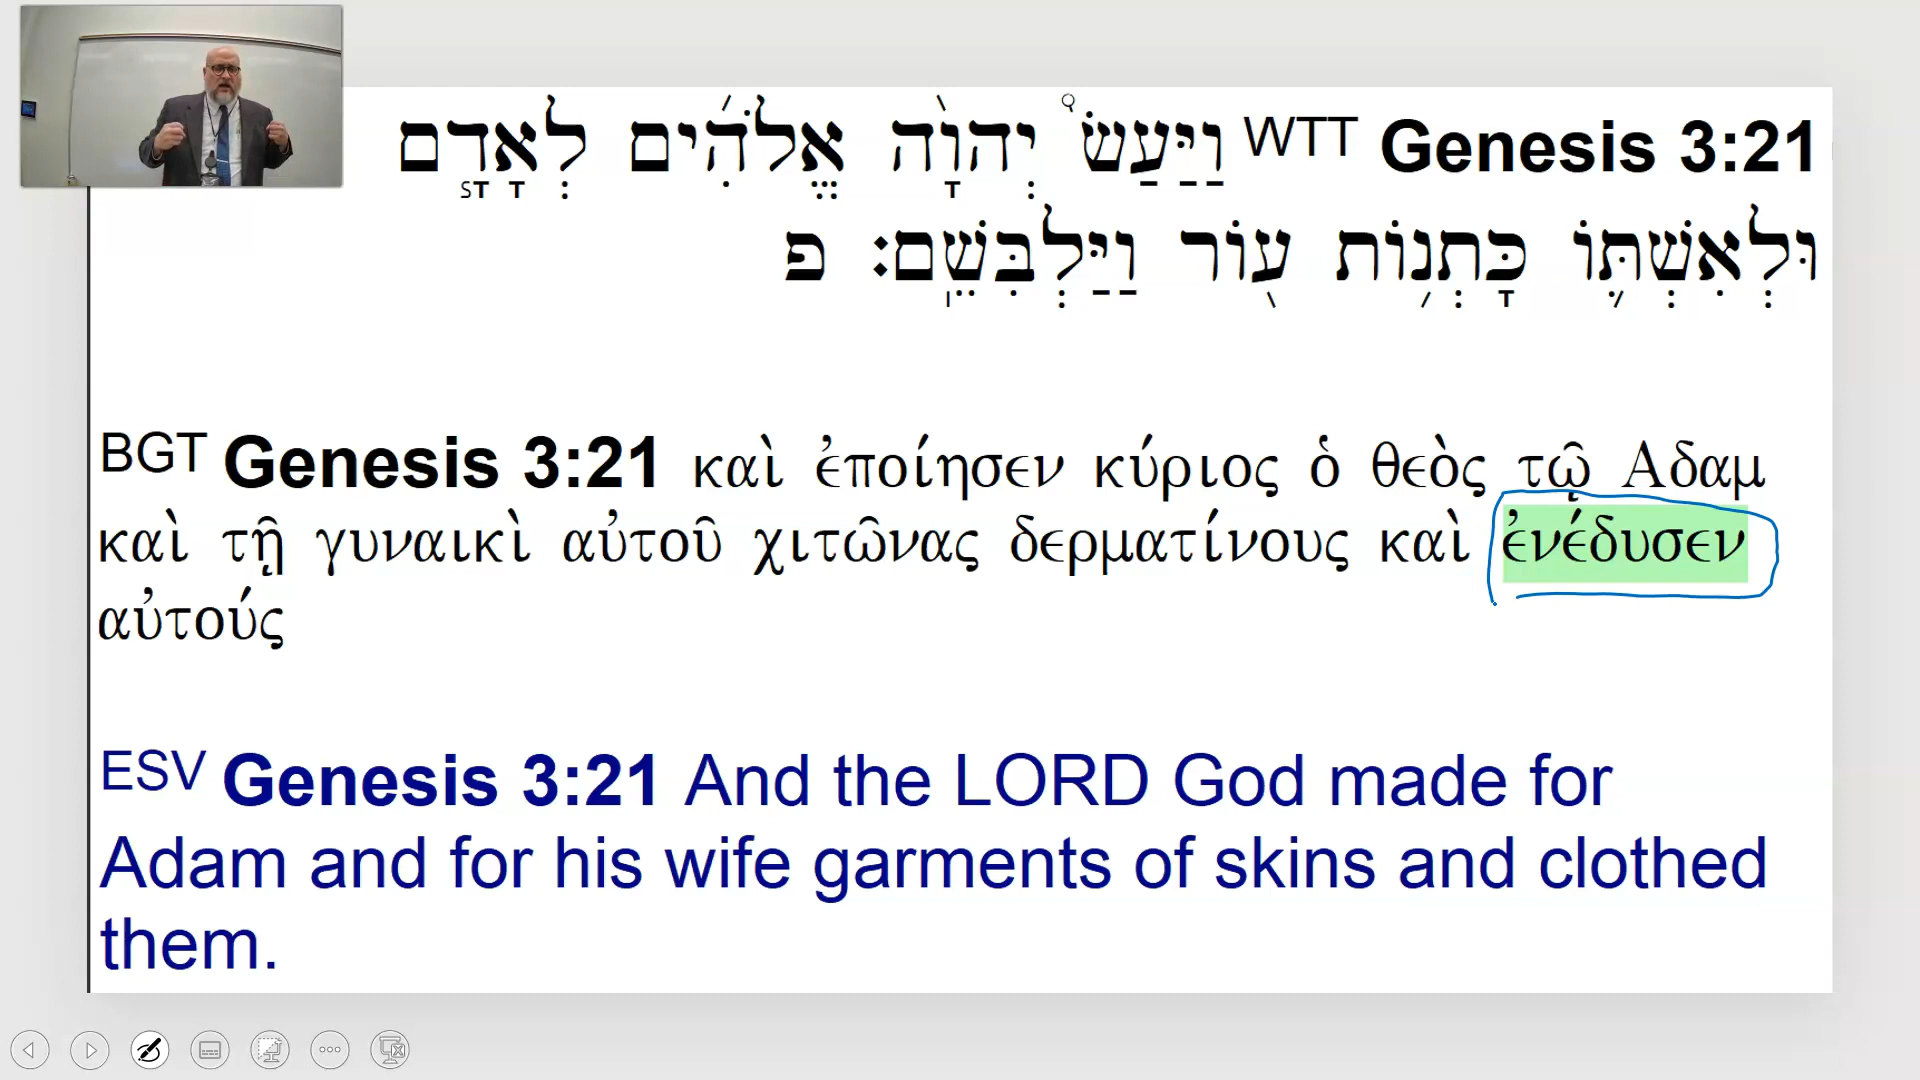 WTT Genesis 3:21 וַיַּעַשׂ֩ יְהוָ֨ה אֱלֹהִ֜ים לְאָדָ֧ם
וּלְאִשְׁתֹּ֛ו כָּתְנֹ֥ות עֹ֖ור וַיַּלְבִּשֵֽׁם׃ פ
BGT Genesis 3:21 καὶ ἐποίησεν κύριος ὁ θεὸς τῷ Αδαμ
καὶ τῇ γυναικὶ αὐτοῦ χιτῶνας δερματίνους καὶ ἐνέδυσεν
αὐτούς
ESV Genesis 3:21 And the LORD God made for
Adam and for his wife garments of skins and clothed
them.